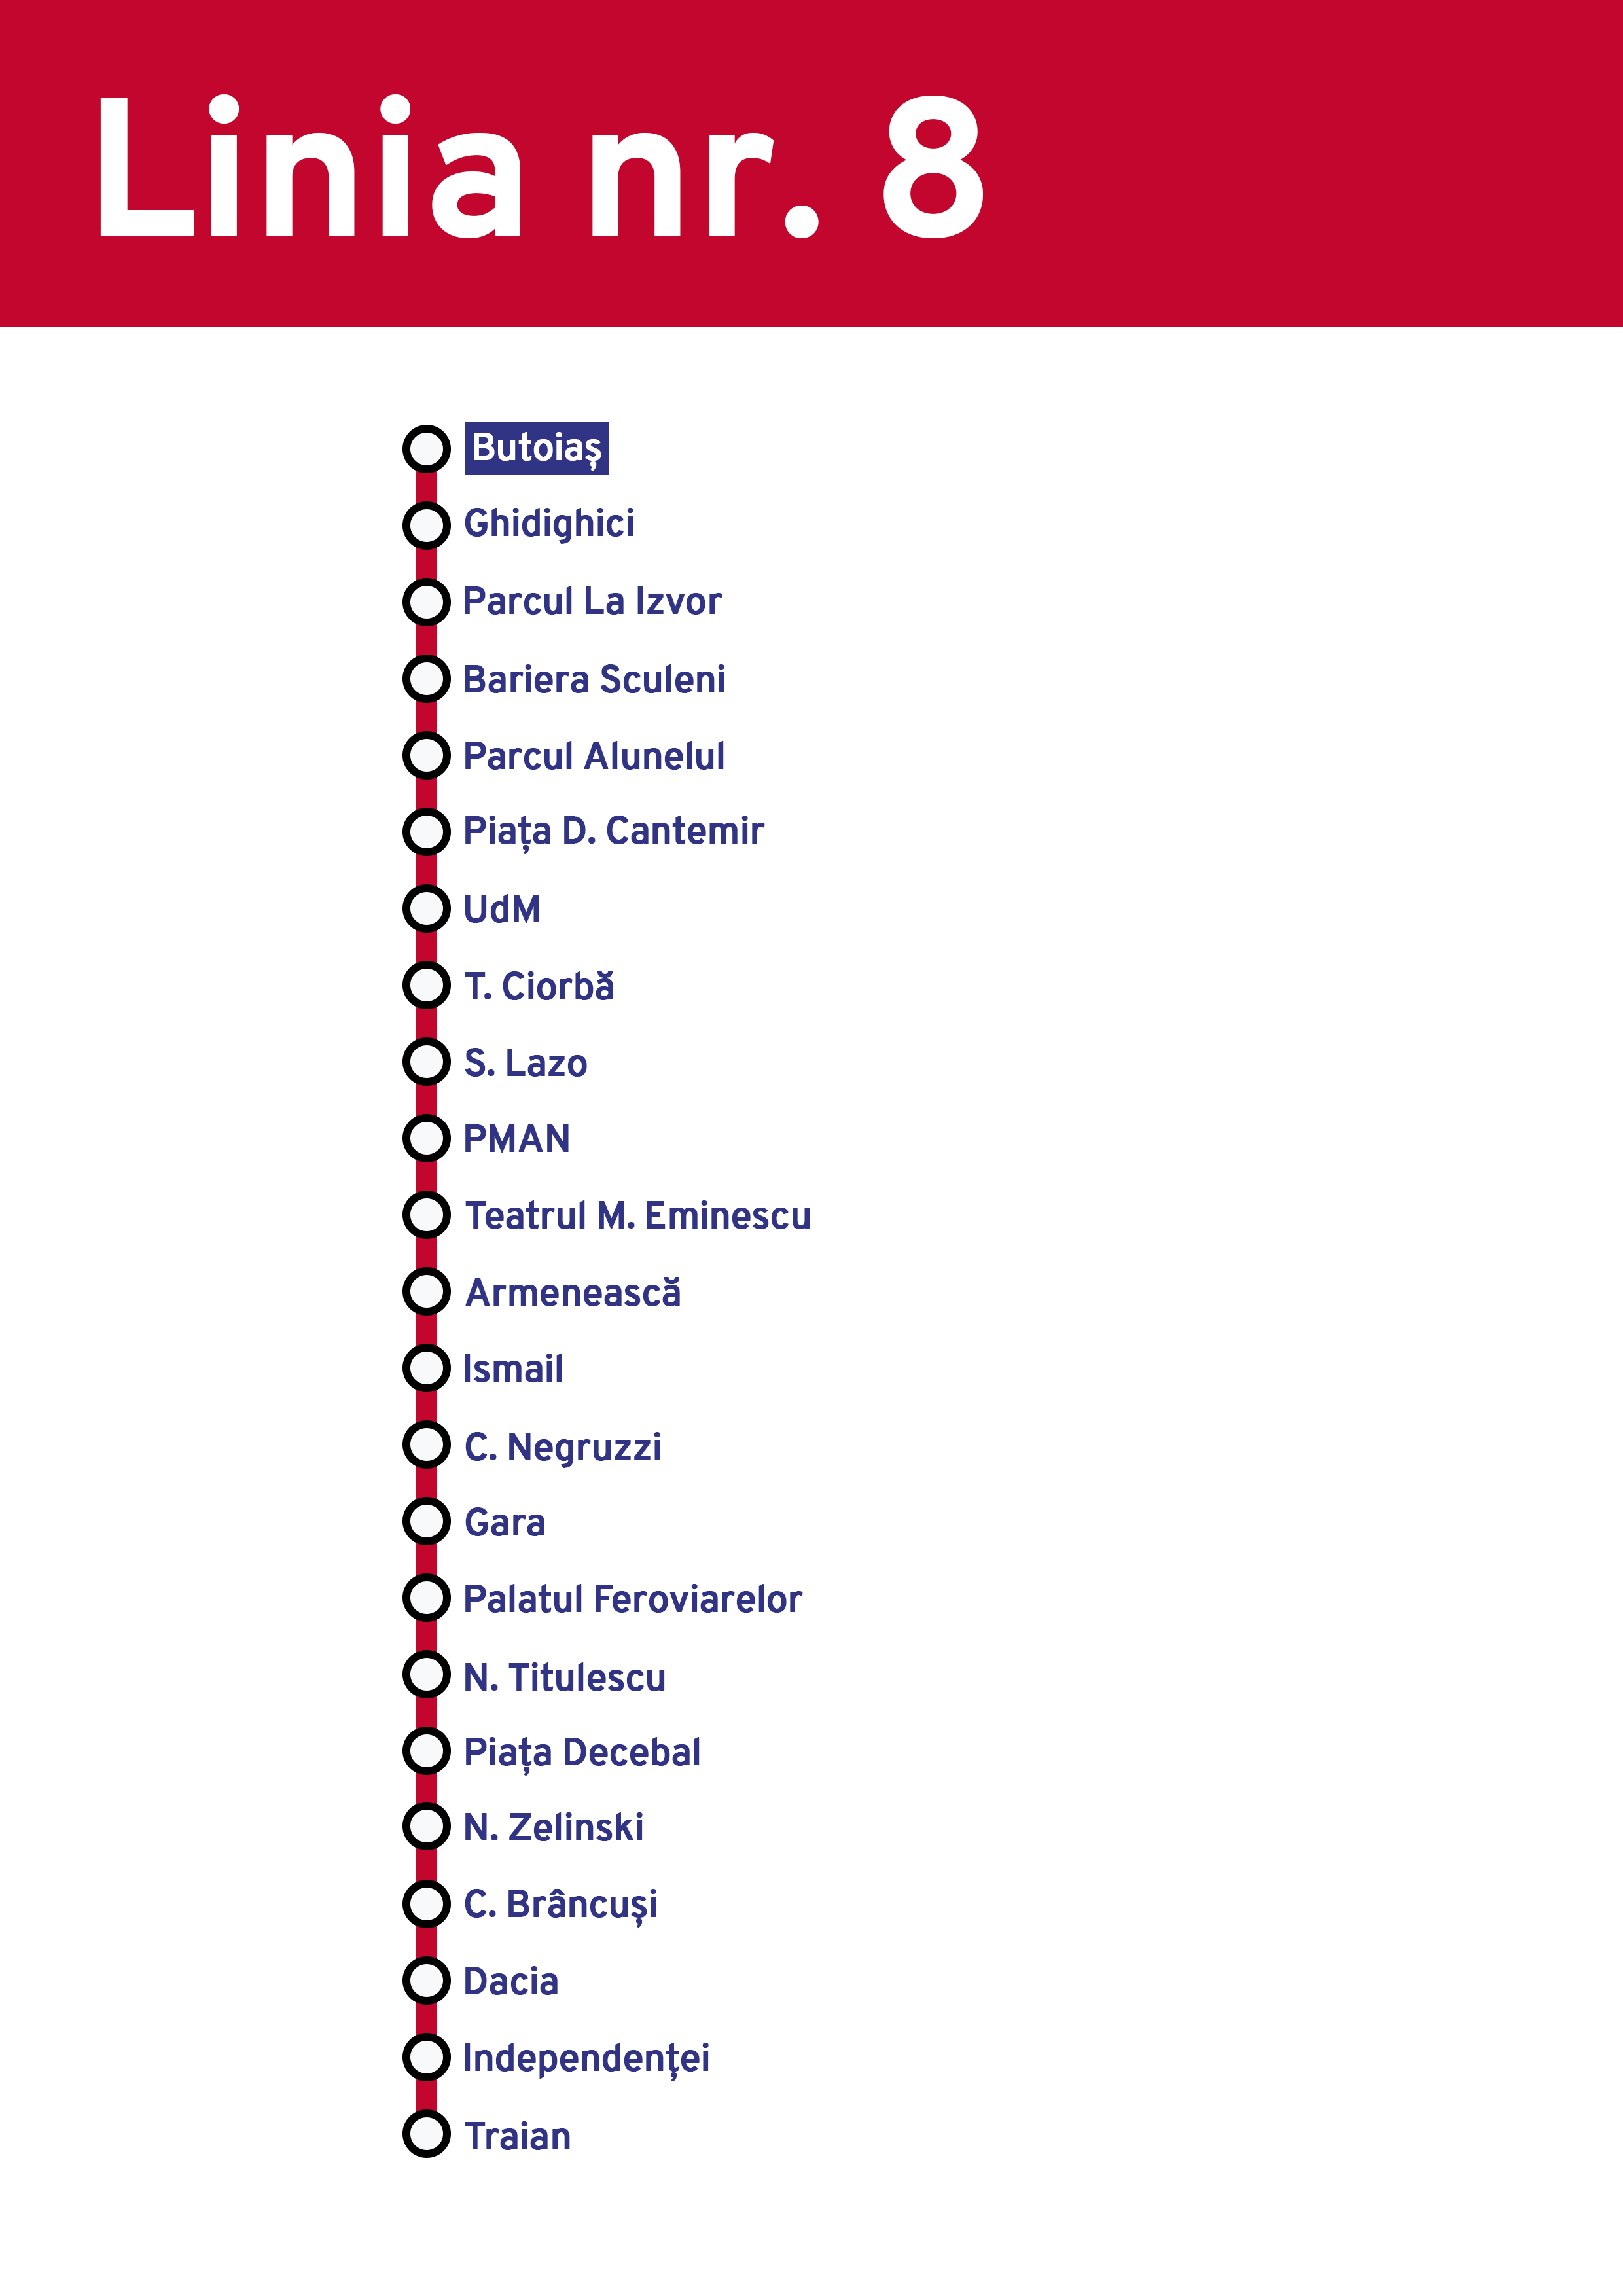 Linia nr. 8
Butoiaș
Ghidighici
Parcul La Izvor
Bariera Sculeni
Parcul Alunelul
Piața D. Cantemir
UdM
T. Ciorbă
S. Lazo
PMAN
Teatrul M. Eminescu
Armenească
Ismail
C. Negruzzi
Gara
Palatul Feroviarelor
N. Titulescu
Piața Decebal
N. Zelinski
C. Brâncuși
Dacia
Independenței
Traian